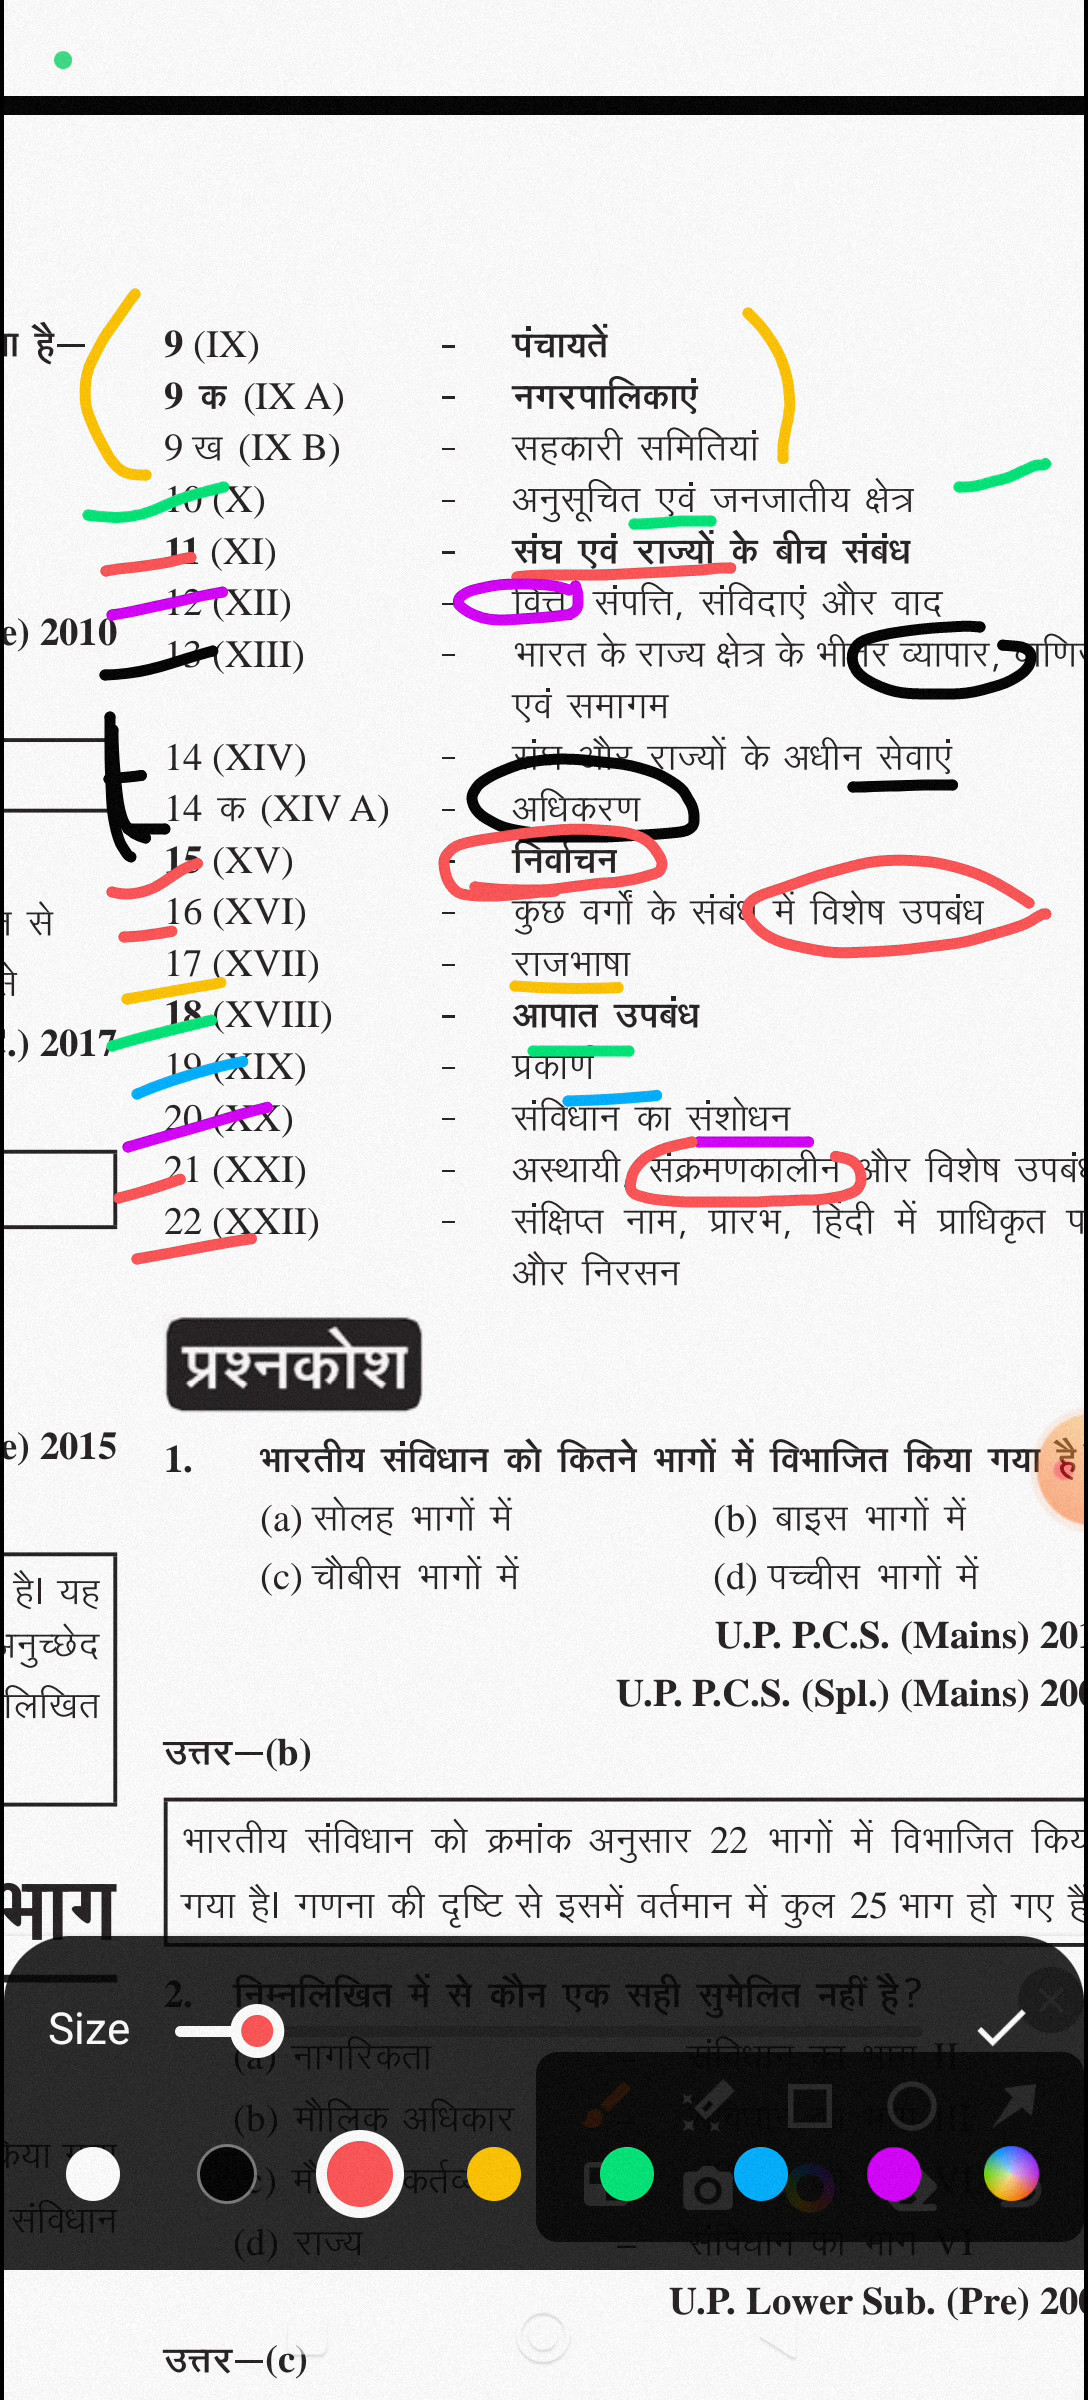 ा है—
9 (IX) – पंचायतें
9 क (IX A) – नगरपालिकाएं
9 ख (IX B) – सहकारी समितियां
10 (X) – अनुसूचित एवं जनजातीय क्षेत्र
11 (XI) – संघ एवं राज्यों के बीच संबंध
12 (XII) – वित्त, संपत्ति, संविदाएं और वाद
e) 2010
13 (XIII) – भारत के राज्य क्षेत्र के भीतर व्यापार,
एवं समागम
14 (XIV) – संघ और राज्यों के अधीन सेवाएं
14 क (XIV A) – अधिकरण
15 (XV) – निर्वाचन
16 (XVI) – कुछ वर्गों के संबंध में विशेष उपबंध
से
17 (XVII) – राजभाषा
से
18 (XVIII) – आपात उपबंध
.) 2017
19 (XIX) – प्रकीर्ण
20 (XX) – संविधान का संशोधन
21 (XXI) – अस्थायी, संक्रमणकालीन और विशेष
22 (XXII) – संक्षिप्त नाम, प्रारंभ, हिंदी में प्राधिकृत
और निरसन
प्रश्नकोश
e) 2015
1. भारतीय संविधान को कितने भागों में विभाजित किया गया है
(a) सोलह भागों में (b) बाइस भागों में
(c) चौबीस भागों में (d) पच्चीस भागों में
है। यह
U.P. P.C.S. (Mains)
U.P. P.C.S. (Spl.) (Mains)
उत्तर—(b)
भारतीय संविधान को क्रमांक अनुसार 22 भागों में विभाजित
गया है। गणना की दृष्टि से इसमें वर्तमान में कुल 25 भाग हो गए
भाग
2. निम्नलिखित में से कौन एक सही सुमेलित नहीं है?
Size
(a) नागरिकता – संविधान का भाग II
(b) मौलिक अधिकार
(d) राज्य – संविधान का भाग VI
संविधान
U.P. Lower Sub. (Pre)
उत्तर—(c)